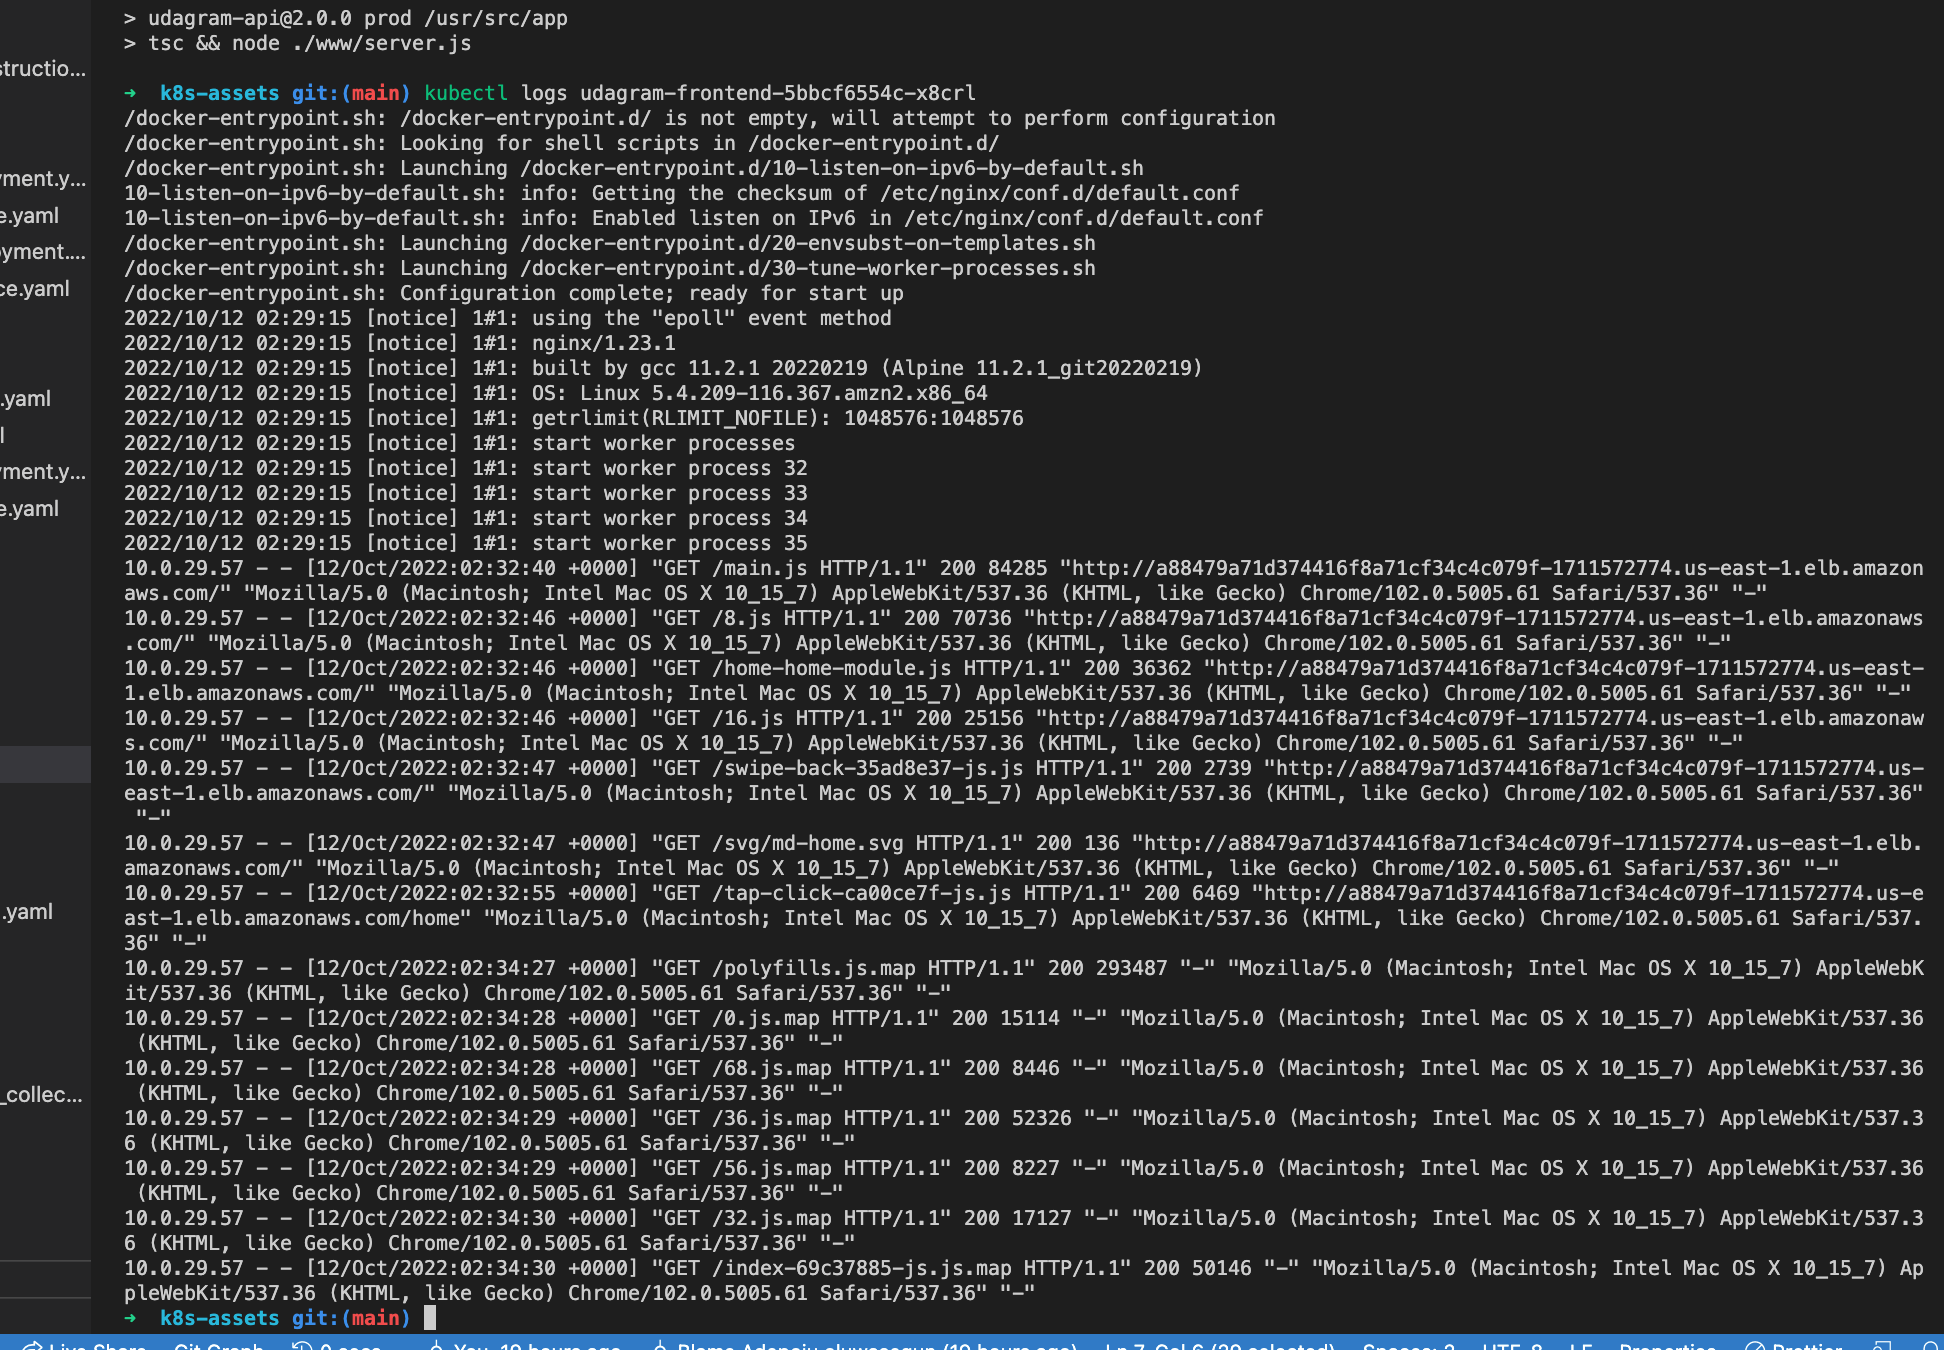 > udagram-api@2.0.0 prod /usr/src/app
> tsc && node ./www/server.js
structio...
➜  k8s-assets git:(main) kubectl logs udagram-frontend-5bbcf6554c-x8crl
/docker-entrypoint.sh: /docker-entrypoint.d/ is not empty, will attempt to perform configuration
/docker-entrypoint.sh: Looking for shell scripts in /docker-entrypoint.d/
/docker-entrypoint.sh: Launching /docker-entrypoint.d/10-listen-on-ipv6-by-default.sh
yment.y...
10-listen-on-ipv6-by-default.sh: info: Getting the checksum of /etc/nginx/conf.d/default.conf
e.yaml
10-listen-on-ipv6-by-default.sh: info: Enabled listen on IPv6 in /etc/nginx/conf.d/default.conf
/docker-entrypoint.sh: Launching /docker-entrypoint.d/20-envsubst-on-templates.sh
oyment....
/docker-entrypoint.sh: Launching /docker-entrypoint.d/30-tune-worker-processes.sh
ce.yaml
/docker-entrypoint.sh: Configuration complete; ready for start up
2022/10/12 02:29:15 [notice] 1#1: using the "epoll" event method
2022/10/12 02:29:15 [notice] 1#1: nginx/1.23.1
2022/10/12 02:29:15 [notice] 1#1: built by gcc 11.2.1 20220219 (Alpine 11.2.1_git20220219)
2022/10/12 02:29:15 [notice] 1#1: OS: Linux 5.4.209-116.367.amzn2.x86_64
.yaml
2022/10/12 02:29:15 [notice] 1#1: getrlimit(RLIMIT_NOFILE): 1048576:1048576
l
2022/10/12 02:29:15 [notice] 1#1: start worker processes
2022/10/12 02:29:15 [notice] 1#1: start worker process 32
yment.y...
2022/10/12 02:29:15 [notice] 1#1: start worker process 33
e.yaml
2022/10/12 02:29:15 [notice] 1#1: start worker process 34
2022/10/12 02:29:15 [notice] 1#1: start worker process 35
10.0.29.57 - - [12/Oct/2022:02:32:40 +0000] "GET /main.js HTTP/1.1" 200 84285 "http://a88479a71d374416f8a71cf34c4c079f-1711572774.us-east-1.elb.amazon
aws.com/" "Mozilla/5.0 (Macintosh; Intel Mac OS X 10_15_7) AppleWebKit/537.36 (KHTML, like Gecko) Chrome/102.0.5005.61 Safari/537.36" "-"
10.0.29.57 - - [12/Oct/2022:02:32:46 +0000] "GET /8.js HTTP/1.1" 200 70736 "http://a88479a71d374416f8a71cf34c4c079f-1711572774.us-east-1.elb.amazonaws
.com/" "Mozilla/5.0 (Macintosh; Intel Mac OS X 10_15_7) AppleWebKit/537.36 (KHTML, like Gecko) Chrome/102.0.5005.61 Safari/537.36" "-"
10.0.29.57 - - [12/Oct/2022:02:32:46 +0000] "GET /home-home-module.js HTTP/1.1" 200 36362 "http://a88479a71d374416f8a71cf34c4c079f-1711572774.us-east-
1.elb.amazonaws.com/" "Mozilla/5.0 (Macintosh; Intel Mac OS X 10_15_7) AppleWebKit/537.36 (KHTML, like Gecko) Chrome/102.0.5005.61 Safari/537.36" "-"
10.0.29.57 - - [12/Oct/2022:02:32:46 +0000] "GET /16.js HTTP/1.1" 200 25156 "http://a88479a71d374416f8a71cf34c4c079f-1711572774.us-east-1.elb.amazonaw
s.com/" "Mozilla/5.0 (Macintosh; Intel Mac OS X 10_15_7) AppleWebKit/537.36 (KHTML, like Gecko) Chrome/102.0.5005.61 Safari/537.36" "-"
10.0.29.57 - - [12/Oct/2022:02:32:47 +0000] "GET /swipe-back-35ad8e37-js.js HTTP/1.1" 200 2739 "http://a88479a71d374416f8a71cf34c4c079f-1711572774.us-
east-1.elb.amazonaws.com/" "Mozilla/5.0 (Macintosh; Intel Mac OS X 10_15_7) AppleWebKit/537.36 (KHTML, like Gecko) Chrome/102.0.5005.61 Safari/537.36"
 "-"
10.0.29.57 - - [12/Oct/2022:02:32:47 +0000] "GET /svg/md-home.svg HTTP/1.1" 200 136 "http://a88479a71d374416f8a71cf34c4c079f-1711572774.us-east-1.elb.
amazonaws.com/" "Mozilla/5.0 (Macintosh; Intel Mac OS X 10_15_7) AppleWebKit/537.36 (KHTML, like Gecko) Chrome/102.0.5005.61 Safari/537.36" "-"
10.0.29.57 - - [12/Oct/2022:02:32:55 +0000] "GET /tap-click-ca00ce7f-js.js HTTP/1.1" 200 6469 "http://a88479a71d374416f8a71cf34c4c079f-1711572774.us-e
.yaml
ast-1.elb.amazonaws.com/home" "Mozilla/5.0 (Macintosh; Intel Mac OS X 10_15_7) AppleWebKit/537.36 (KHTML, like Gecko) Chrome/102.0.5005.61 Safari/537.
36" "-"
10.0.29.57 - - [12/Oct/2022:02:34:27 +0000] "GET /polyfills.js.map HTTP/1.1" 200 293487 "-" "Mozilla/5.0 (Macintosh; Intel Mac OS X 10_15_7) AppleWebK
it/537.36 (KHTML, like Gecko) Chrome/102.0.5005.61 Safari/537.36" "-"
10.0.29.57 - - [12/Oct/2022:02:34:28 +0000] "GET /0.js.map HTTP/1.1" 200 15114 "-" "Mozilla/5.0 (Macintosh; Intel Mac OS X 10_15_7) AppleWebKit/537.36
 (KHTML, like Gecko) Chrome/102.0.5005.61 Safari/537.36" "-"
10.0.29.57 - - [12/Oct/2022:02:34:28 +0000] "GET /68.js.map HTTP/1.1" 200 8446 "-" "Mozilla/5.0 (Macintosh; Intel Mac OS X 10_15_7) AppleWebKit/537.36
_collec...
 (KHTML, like Gecko) Chrome/102.0.5005.61 Safari/537.36" "-"
10.0.29.57 - - [12/Oct/2022:02:34:29 +0000] "GET /36.js.map HTTP/1.1" 200 52326 "-" "Mozilla/5.0 (Macintosh; Intel Mac OS X 10_15_7) AppleWebKit/537.3
6 (KHTML, like Gecko) Chrome/102.0.5005.61 Safari/537.36" "-"
10.0.29.57 - - [12/Oct/2022:02:34:29 +0000] "GET /56.js.map HTTP/1.1" 200 8227 "-" "Mozilla/5.0 (Macintosh; Intel Mac OS X 10_15_7) AppleWebKit/537.36
 (KHTML, like Gecko) Chrome/102.0.5005.61 Safari/537.36" "-"
10.0.29.57 - - [12/Oct/2022:02:34:30 +0000] "GET /32.js.map HTTP/1.1" 200 17127 "-" "Mozilla/5.0 (Macintosh; Intel Mac OS X 10_15_7) AppleWebKit/537.3
6 (KHTML, like Gecko) Chrome/102.0.5005.61 Safari/537.36" "-"
10.0.29.57 - - [12/Oct/2022:02:34:30 +0000] "GET /index-69c37885-js.js.map HTTP/1.1" 200 50146 "-" "Mozilla/5.0 (Macintosh; Intel Mac OS X 10_15_7) Ap
pleWebKit/537.36 (KHTML, like Gecko) Chrome/102.0.5005.61 Safari/537.36" "-"
➜  k8s-assets git:(main)
Live Share Git Graph 0 secs You, 19 hours ago Blame Ln 7, Col 6 (39 selected) Spaces: 2 UTF-8 LF Properties Prettier